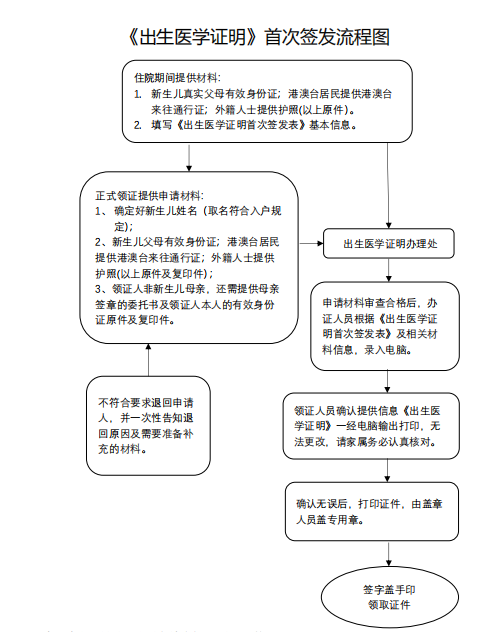 《出生医学证明》首次签发流程图
住院期间提供材料：
1. 新生儿真实父母有效身份证；港澳台居民提供港澳台
来往通行证；外籍人士提供护照(以上原件)。
2. 填写《出生医学证明首次签发表》基本信息。
正式领证提供申请材料：
1、确定好新生儿姓名（取名符合入户规
定)；
2、新生儿父母有效身份证；港澳台居民
提供港澳台来往通行证；外籍人士提供
护照(以上原件及复印件)；
3、领证人非新生儿母亲，还需提供母亲
签章的委托书及领证人本人的有效身份
证原件及复印件。
出生医学证明办理处
申请材料审查合格后，办
证人员根据《出生医学证
明首次签发表》及相关材
料信息，录入电脑。
不符合要求退回申请
人，并一次性告知退
回原因及需要准备补
充的材料。
领证人员确认提供信息《出生医
学证明》一经电脑输出打印，无
法更改，请家属务必认真核对。
确认无误后，打印证件，由盖章
人员盖专用章。
签字盖手印
领取证件